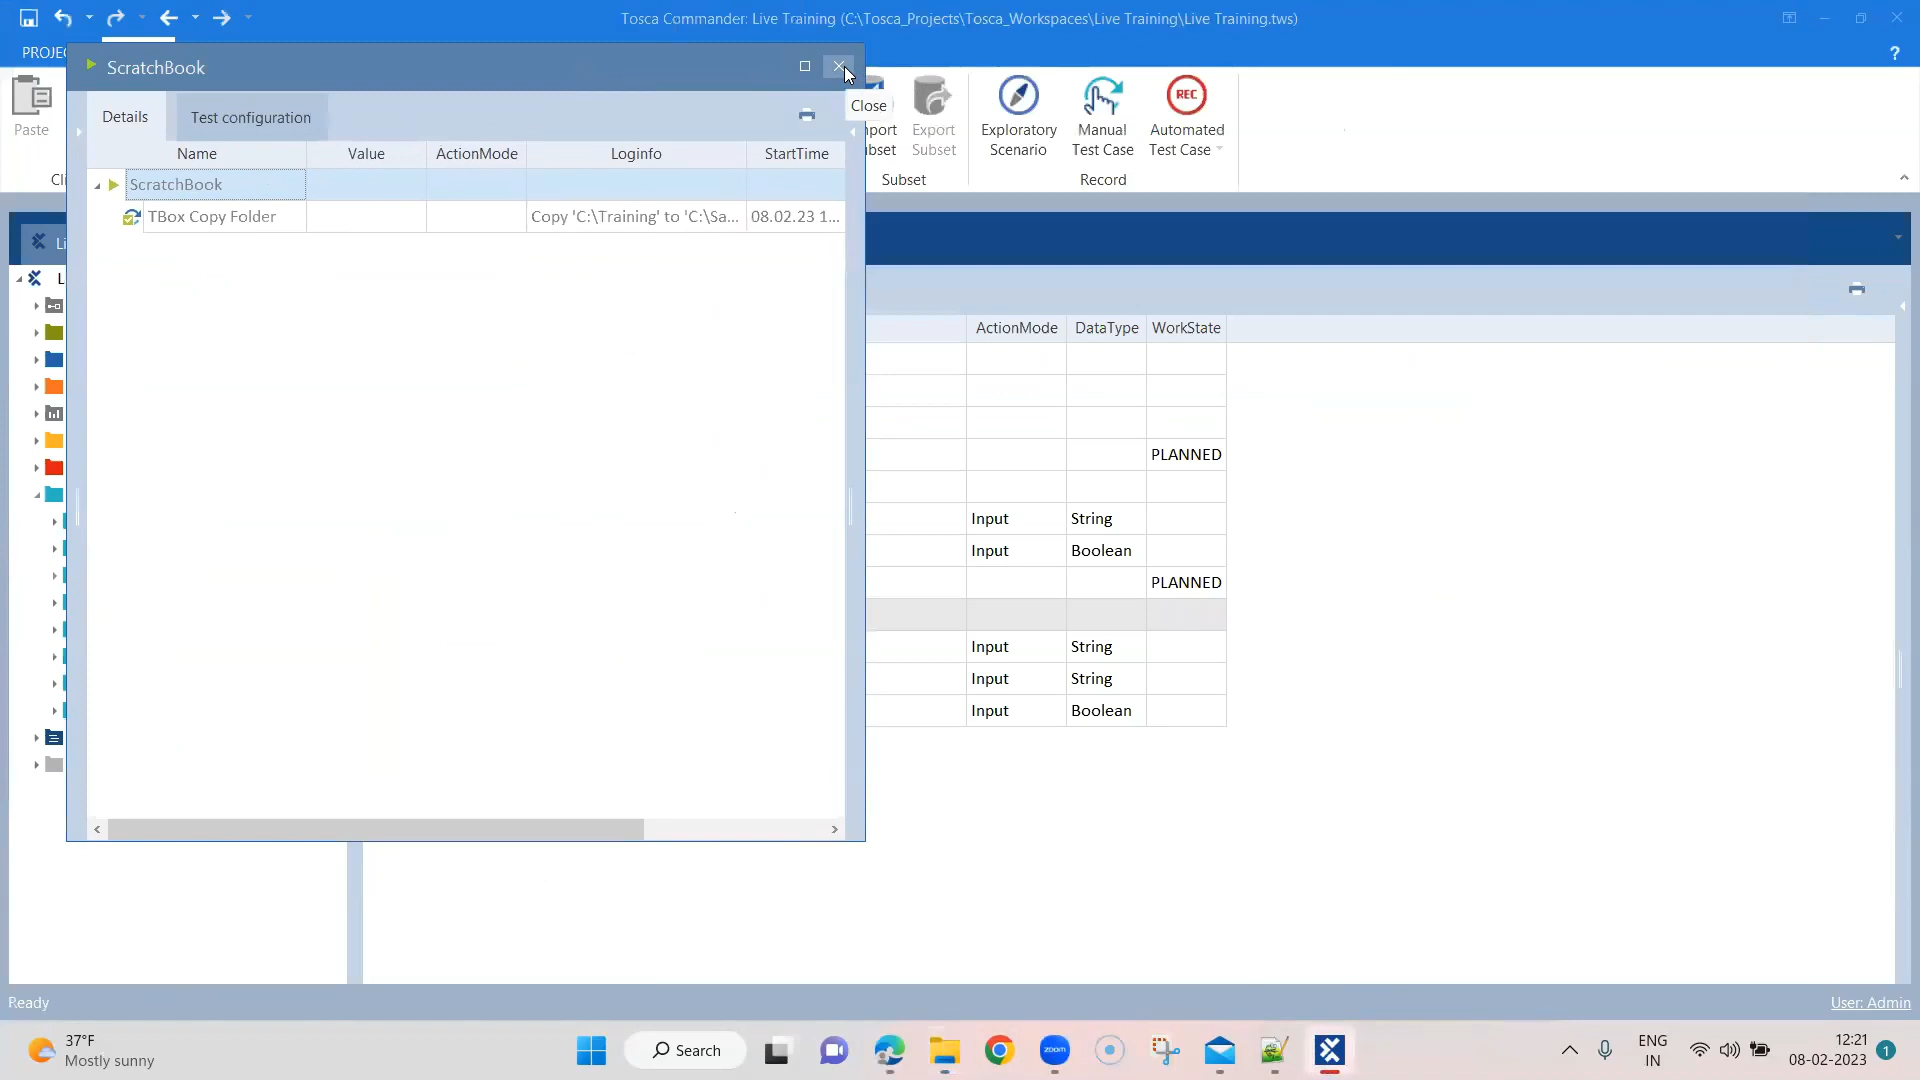 Tosca Commander: Live Training (C:\Tosca_Projects\Tosca_Workspaces\Live Training\Live Training.tws)
PROJEC
ScratchBook
Paste
Close
Export
Subset
Subset
Exploratory
Scenario
Manual
Test Case
Automated
Test Case
REC
Record
Details
Test configuration
Name
Value
ActionMode
Loginfo
StartTime
ScratchBook
TBox Copy Folder
Copy 'C:\Training' to 'C:\Sa...
08.02.23 1...
ActionMode
DataType
WorkState
PLANNED
Input
String
Input
Boolean
PLANNED
Input
String
Input
String
Input
Boolean
Ready
User: Admin
37°F
Mostly sunny
Search
zoom
ENG
IN
12:21
08-02-2023
1